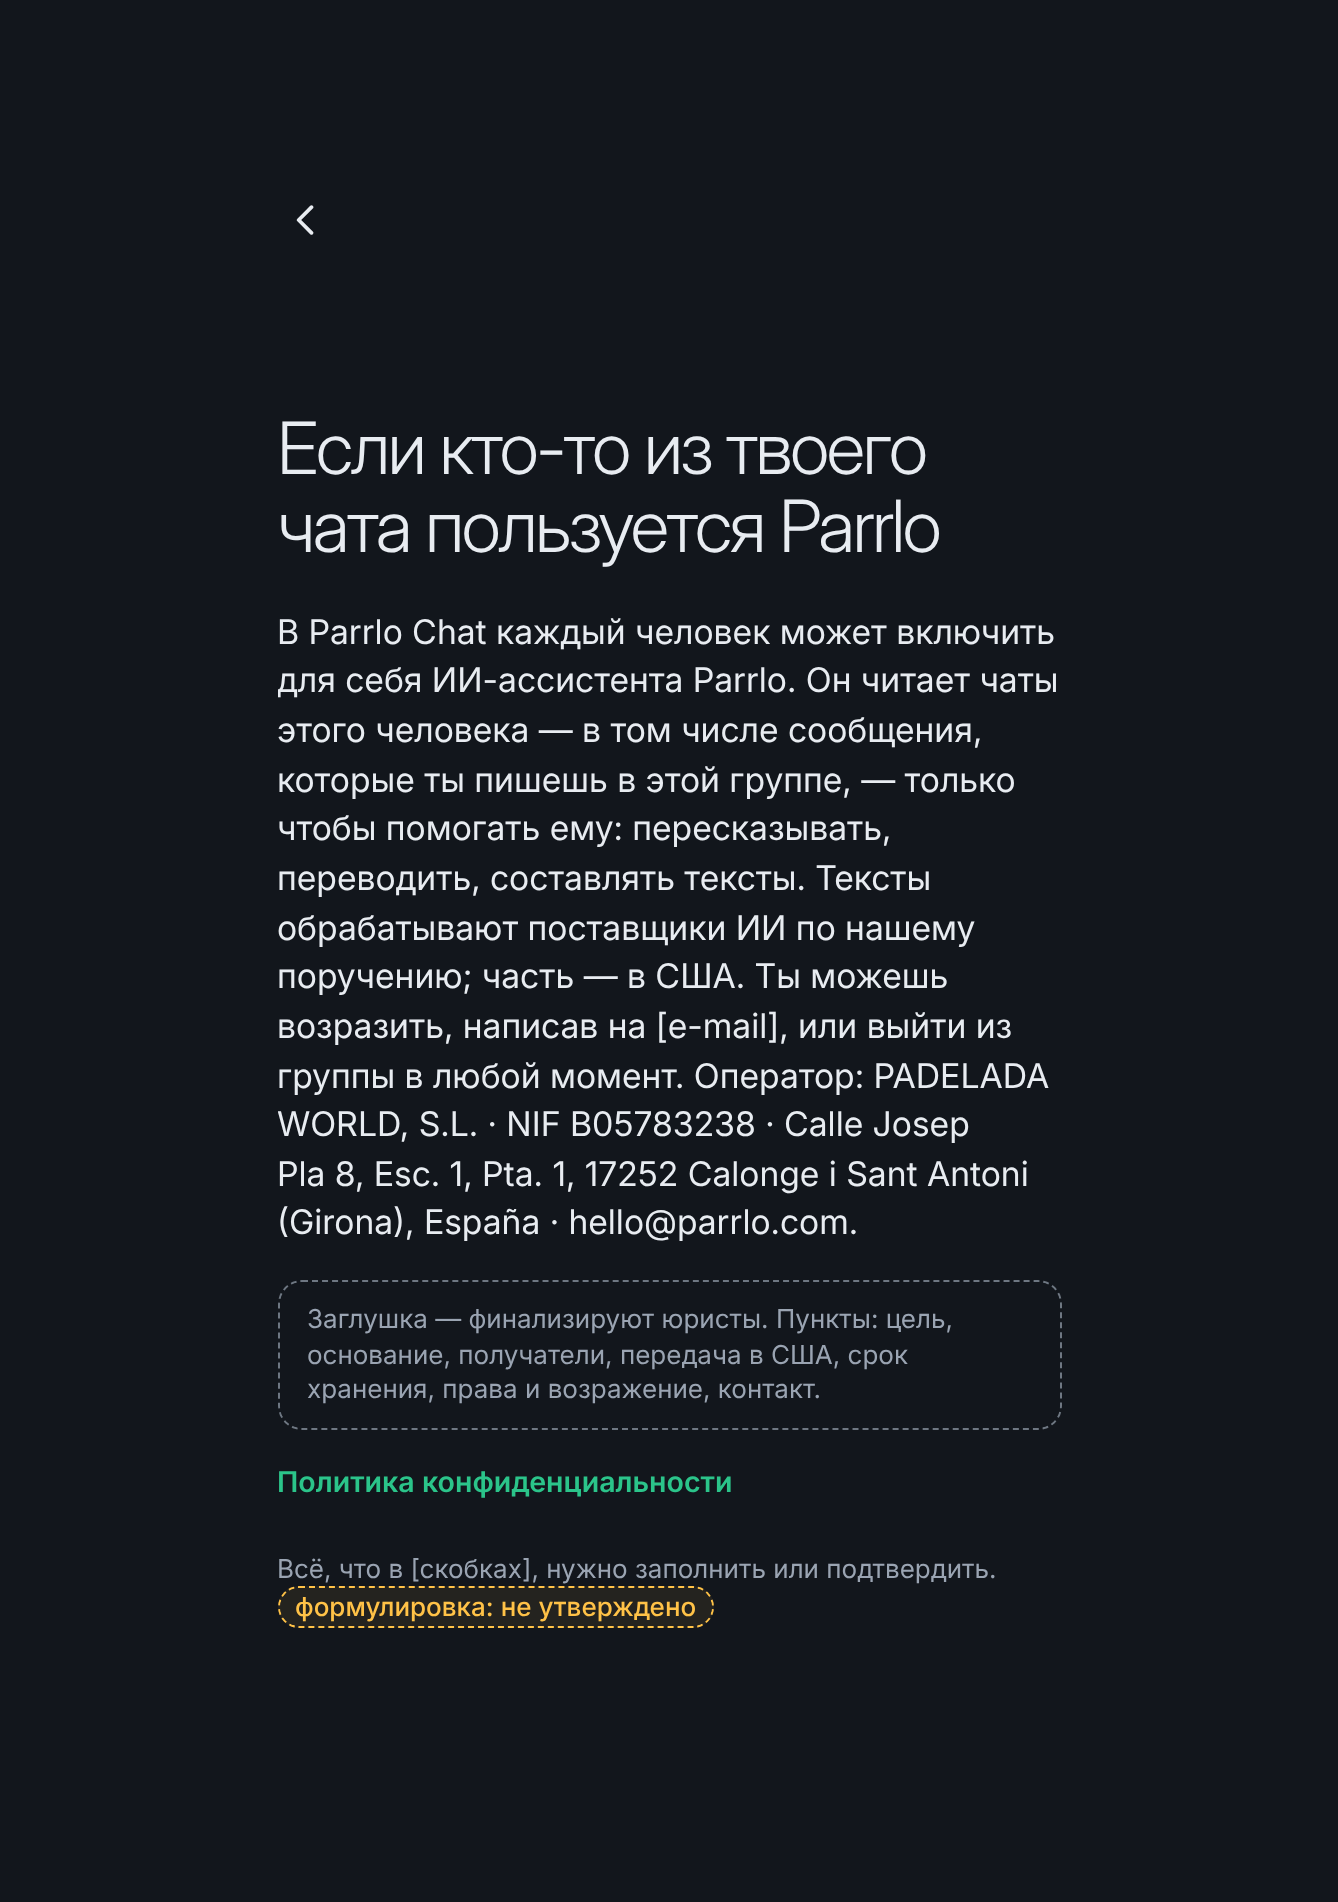 Если кто-то из твоего
чата пользуется Parrlo
В Parrlo Chat каждый человек может включить
для себя ИИ-ассистента Parrlo. Он читает чаты
этого человека — в том числе сообщения,
которые ты пишешь в этой группе, — только
чтобы помогать ему: пересказывать,
переводить, составлять тексты. Тексты
обрабатывают поставщики ИИ по нашему
поручению; часть — в США. Ты можешь
возразить, написав на [e-mail], или выйти из
группы в любой момент. Оператор: PADELADA
WORLD, S.L. · NIF B05783238 · Calle Josep
Pla 8, Esc. 1, Pta. 1, 17252 Calonge i Sant Antoni
(Girona), España · hello@parrlo.com.
Заглушка — финализируют юристы. Пункты: цель,
основание, получатели, передача в США, срок
хранения, права и возражение, контакт.
Политика конфиденциальности
Всё, что в [скобках], нужно заполнить или подтвердить.
формулировка: не утверждено